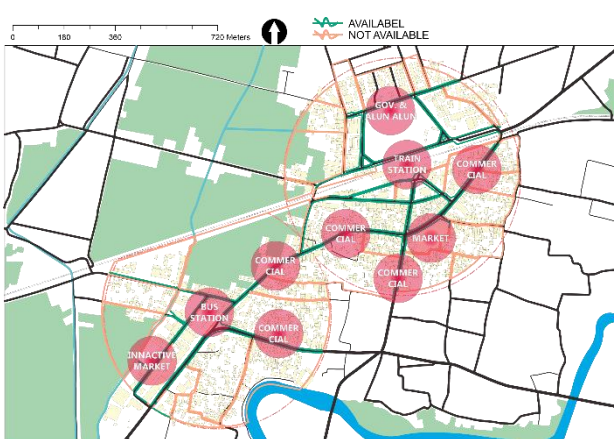 0 180 360 720 Meters
AVAILABEL
NOT AVAILABLE
GOV. &
ALUN ALUN
TRAIN
STATION
COMMER
CIAL
COMMER
CIAL
MARKET
COMMER
CIAL
COMMER
CIAL
BUS
STATION
COMMER
CIAL
INNACTIVE
MARKET